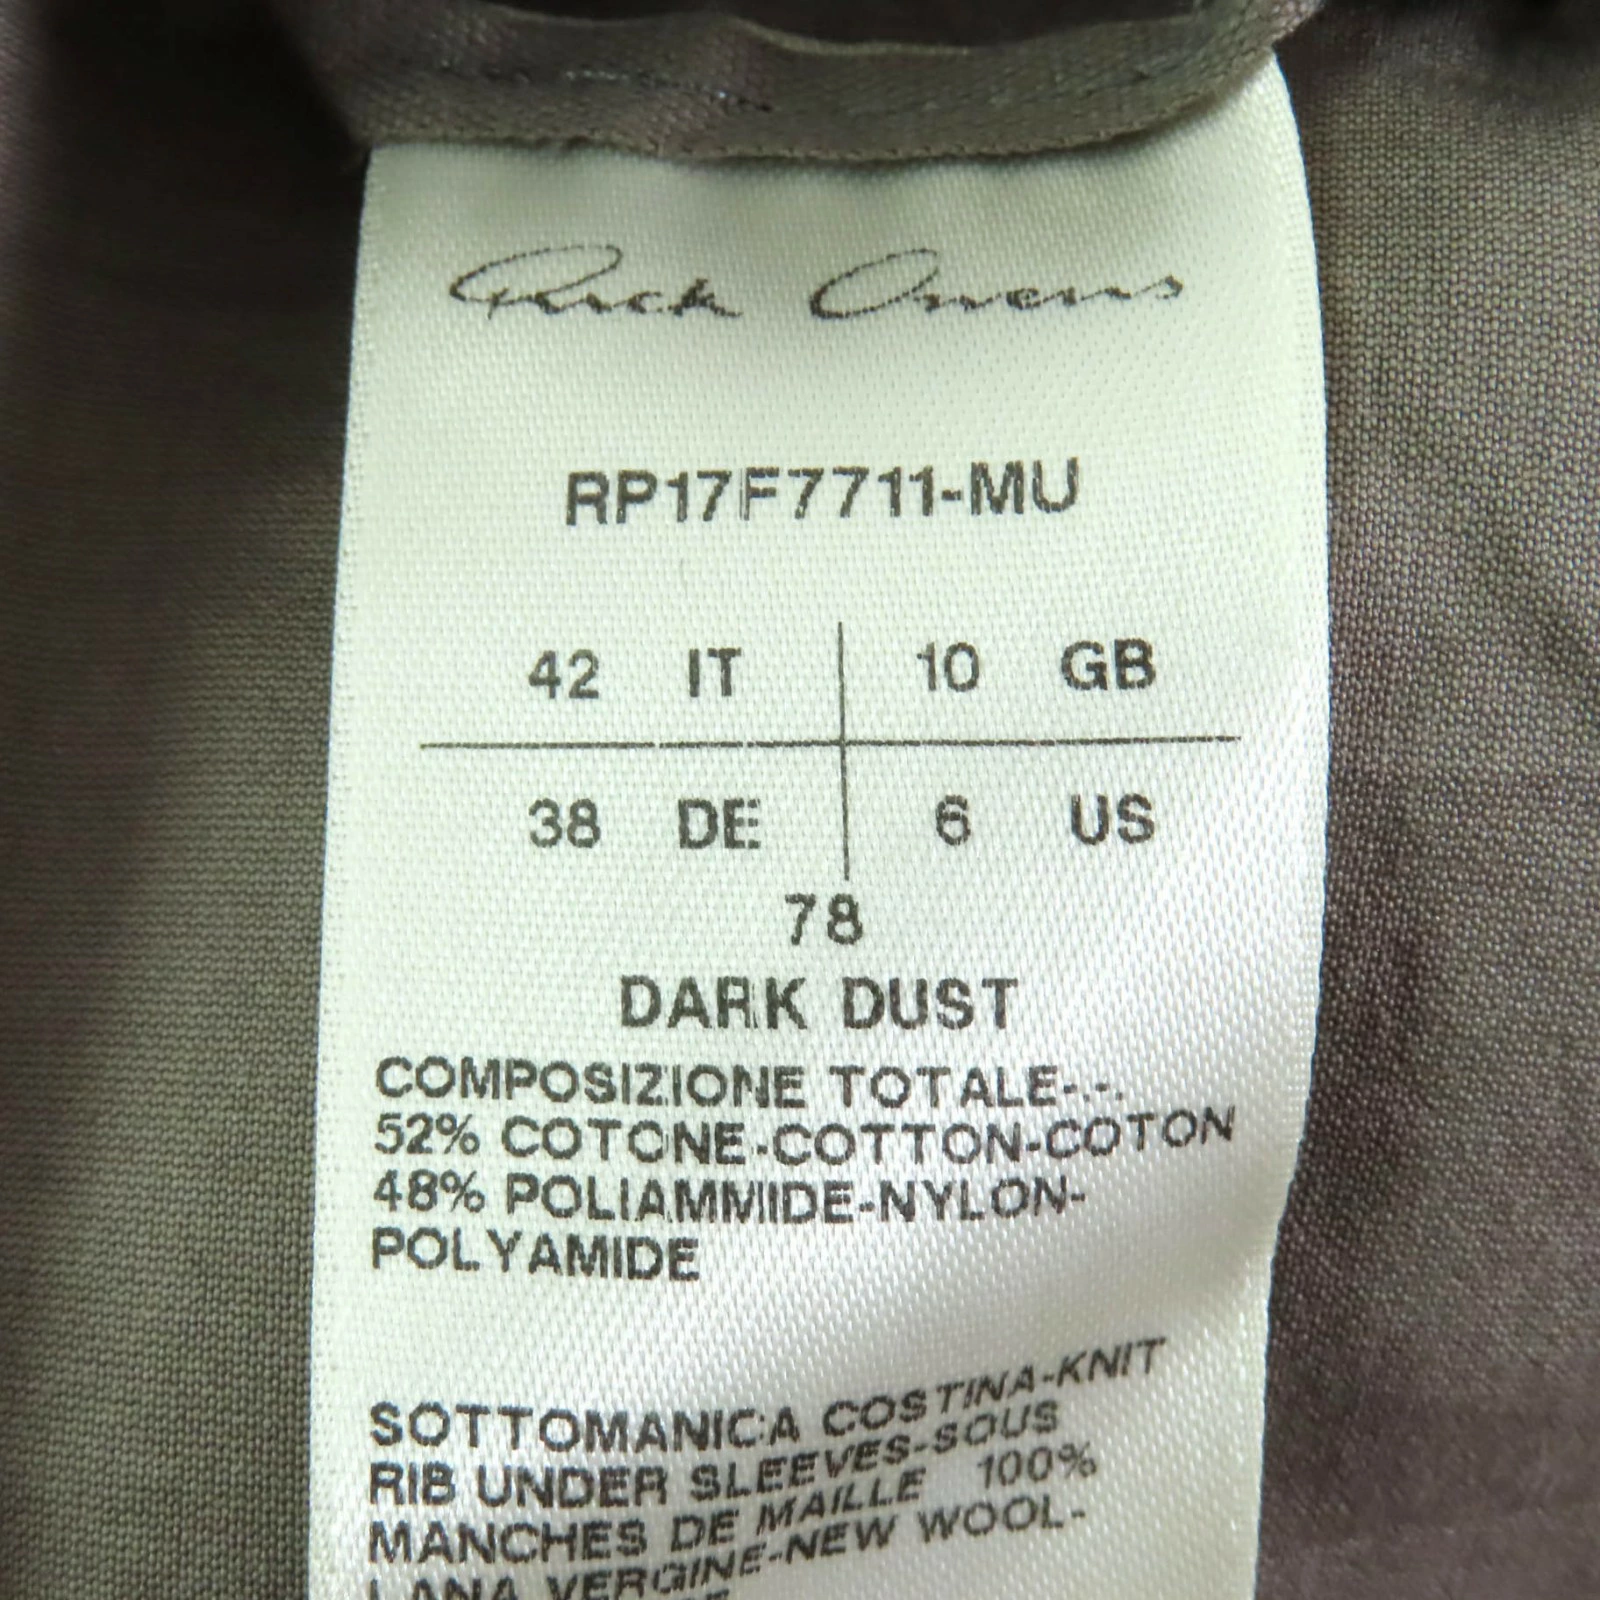 Rick Owens
RP17F7711-MU
42 IT 10 GB
38 DE 6 US
78
DARK DUST
COMPOSIZIONE TOTALE-.-.
52% COTONE-COTTON-COTON
48% POLIAMMIDE-NYLON-
POLYAMIDE
SOTTOMANICA COSTINA-KNIT
RIB UNDER SLEEVES-SOUS
MANCHES DE MAILLE 100%
LANA VERGINE-NEW WOOL-